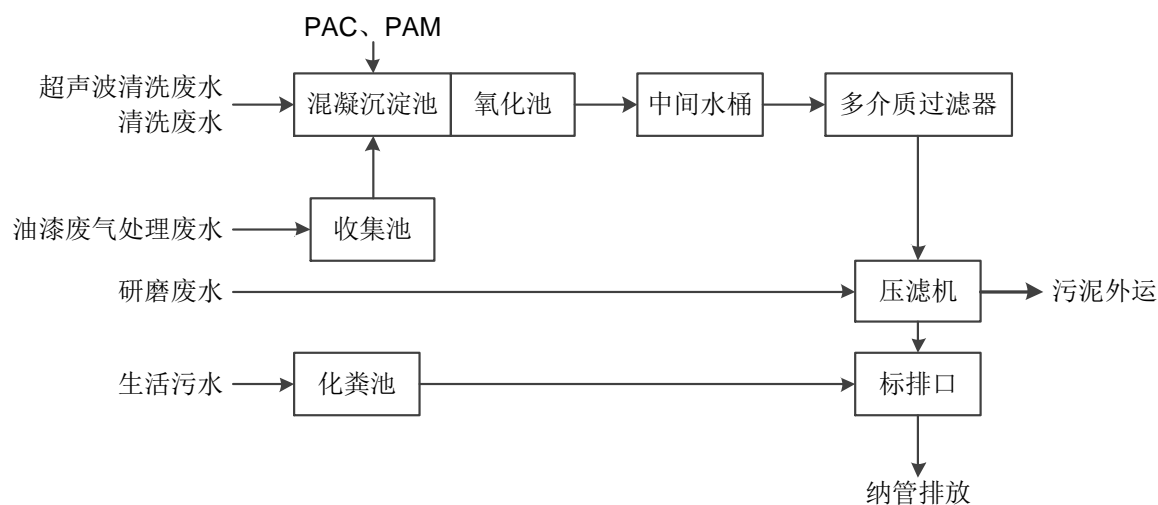 PAC、PAM
超声波清洗废水
清洗废水
混凝沉淀池
氧化池
中间水桶
多介质过滤器
油漆废气处理废水
收集池
研磨废水
压滤机
污泥外运
生活污水
化粪池
标排口
纳管排放